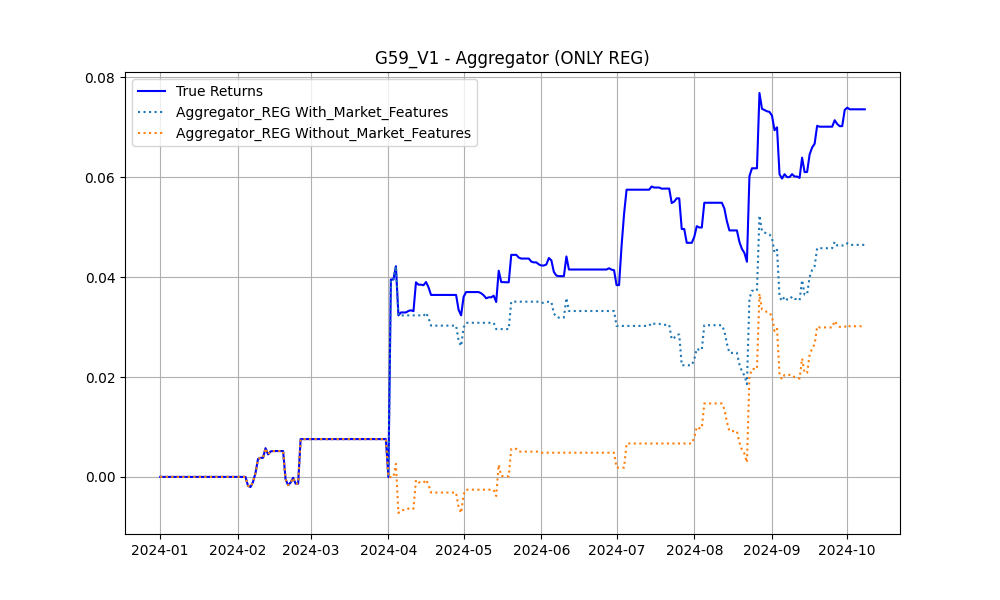 G59_V1 - Aggregator (ONLY REG)
True Returns
Aggregator_REG With_Market_Features
Aggregator_REG Without_Market_Features
0.08
0.06
0.04
0.02
0.00
2024-01 2024-02 2024-03 2024-04 2024-05 2024-06 2024-07 2024-08 2024-09 2024-10